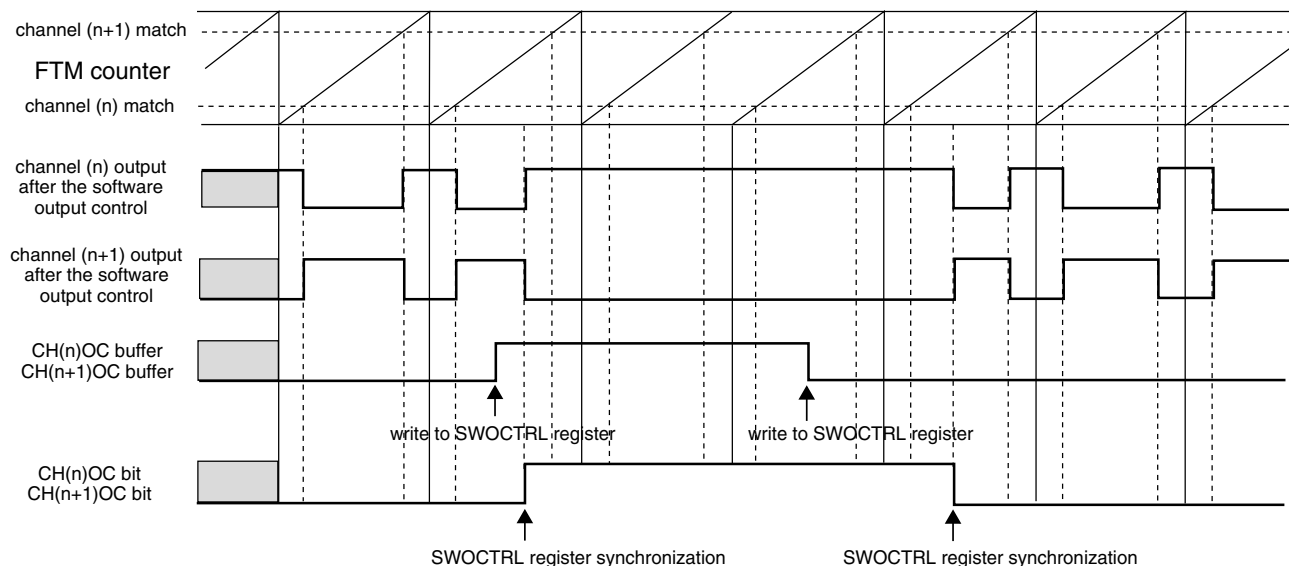 channel (n+1) match
FTM counter
channel (n) match
channel (n) output
after the software
output control
channel (n+1) output
after the software
output control
CH(n)OC buffer
CH(n+1)OC buffer
write to SWOCTRL register
write to SWOCTRL register
CH(n)OC bit
CH(n+1)OC bit
SWOCTRL register synchronization
SWOCTRL register synchronization